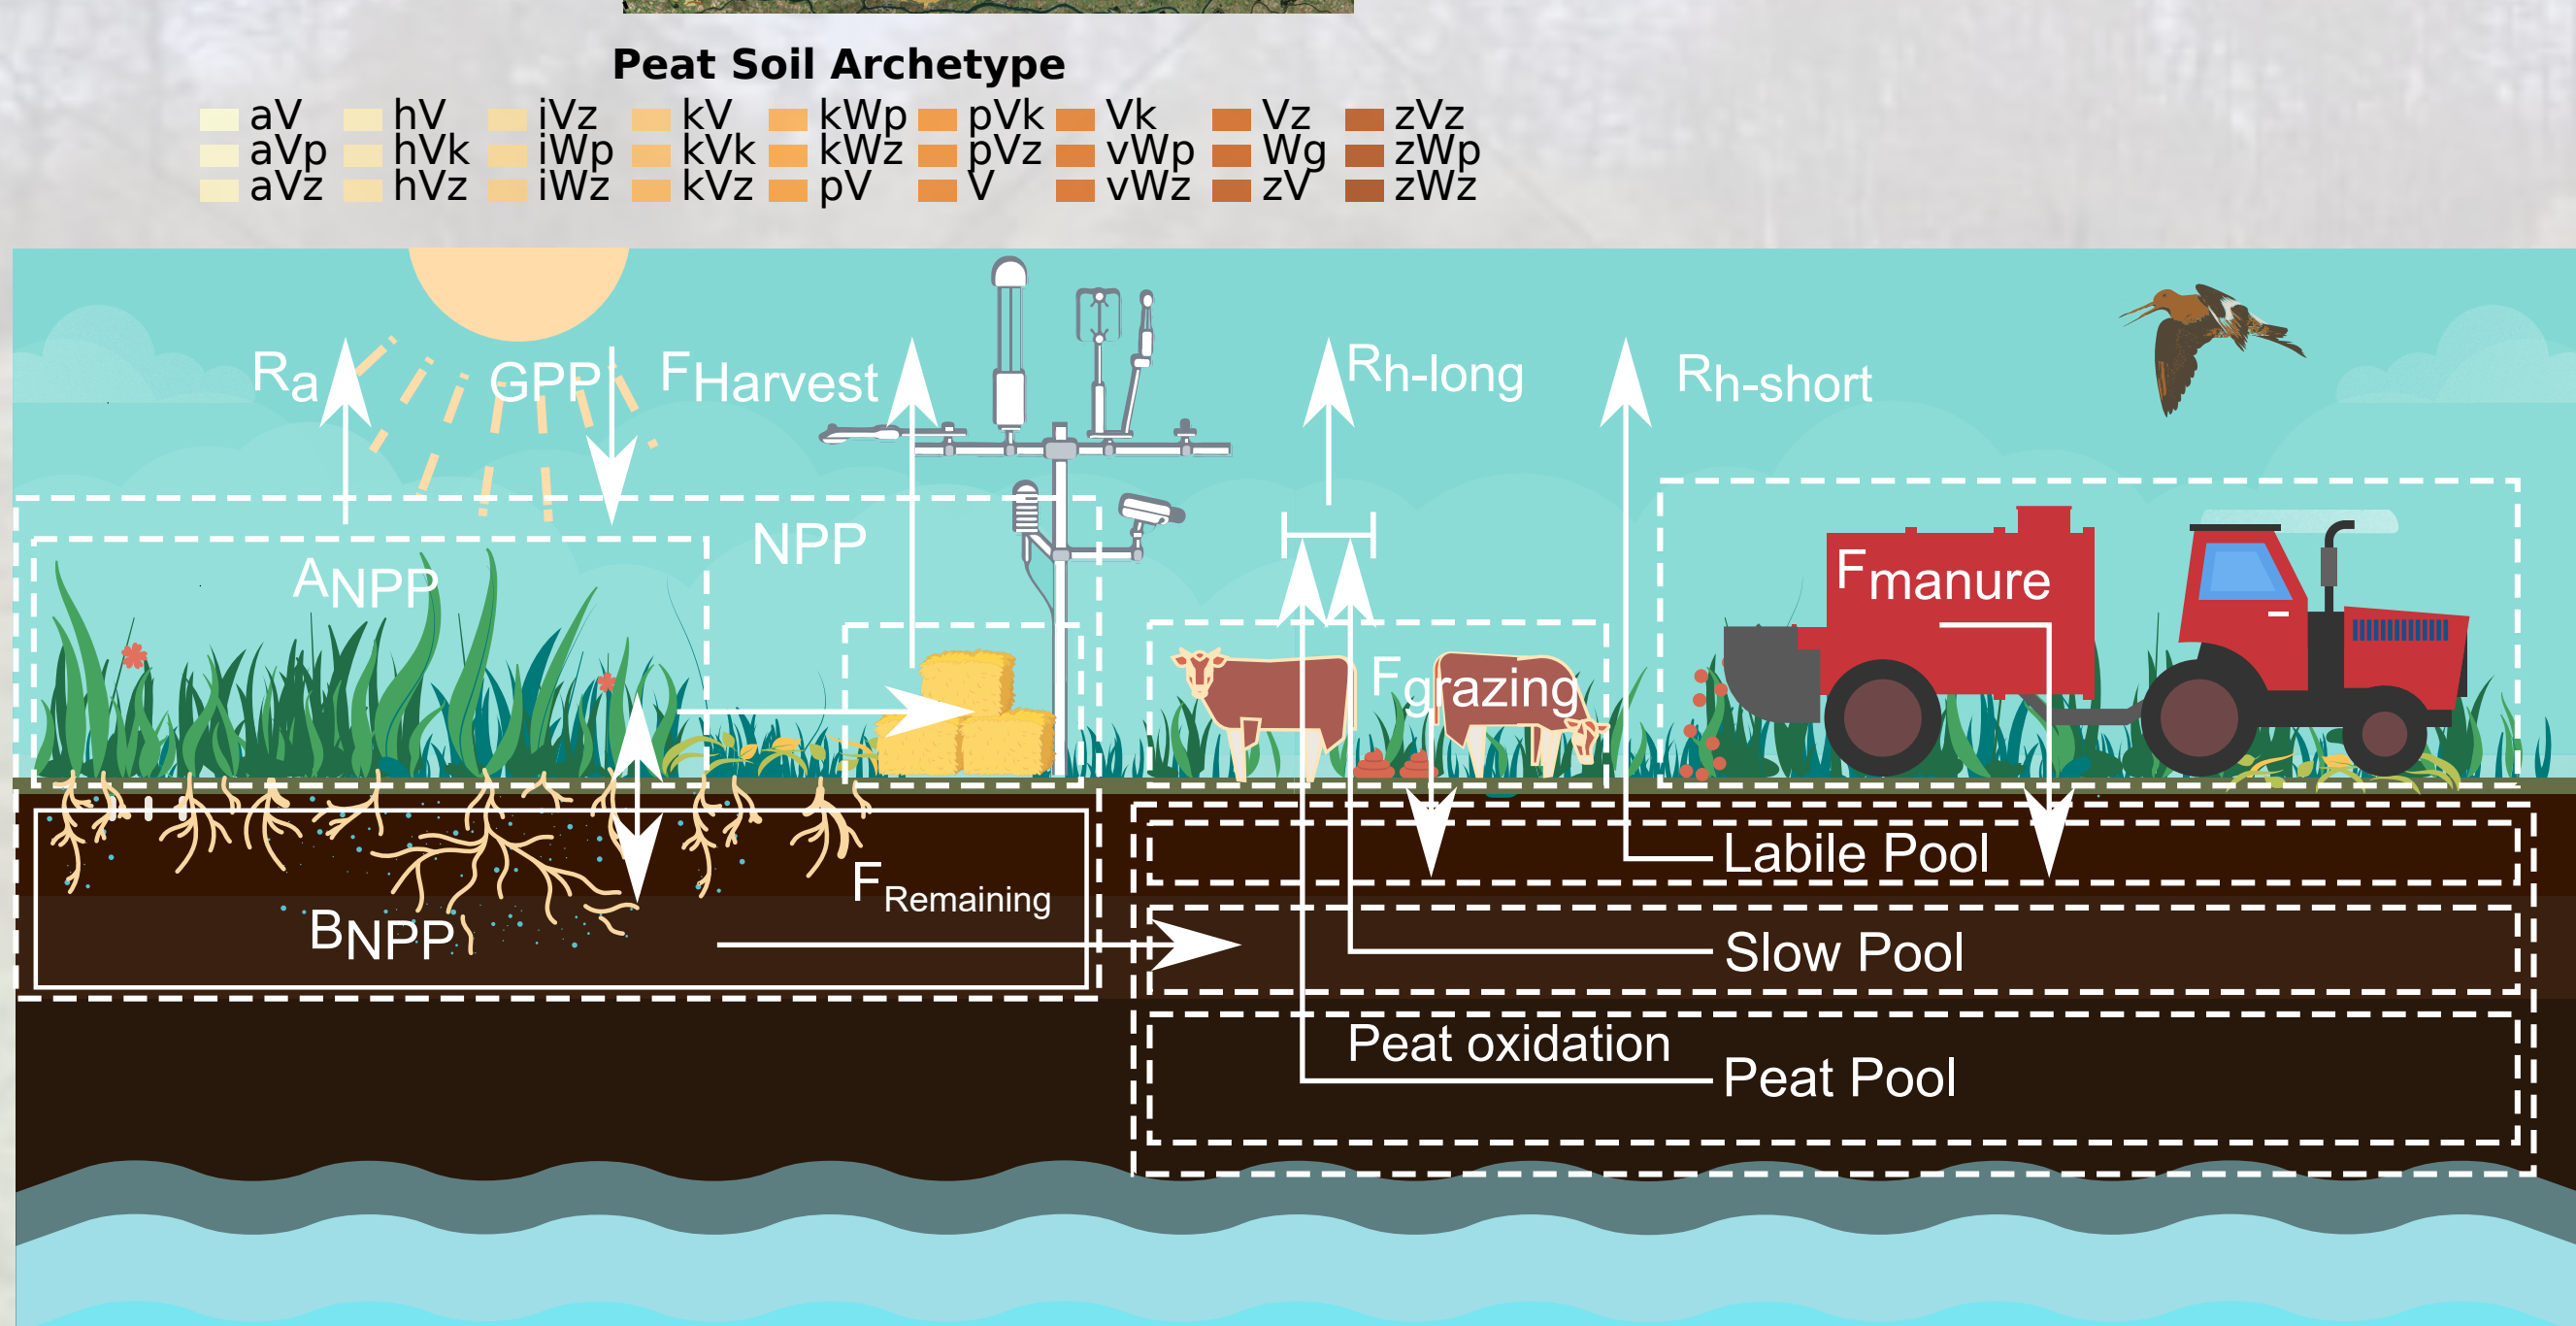 Peat Soil Archetype
aV hV iVz kV kWp pVk Vk Vz zVz
aVp hVk iWp kVk kWz pVz vWp Wg zWp
aVz hVz iWz kVz pV V vWz zV zWz
Ra GPP FHarvest Rh-long Rh-short
NPP
ANPP
Fmanure
Fgrazing
Labile Pool
FRemaining
BNPP
Slow Pool
Peat oxidation
Peat Pool